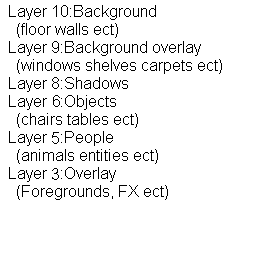 Layer 10:Background
(floor walls ect)
Layer 9:Background overlay
(windows shelves carpets ect)
Layer 8:Shadows
Layer 6:Objects
(chairs tables ect)
Layer 5:People
(animals entities ect)
Layer 3:Overlay
(Foregrounds, FX ect)